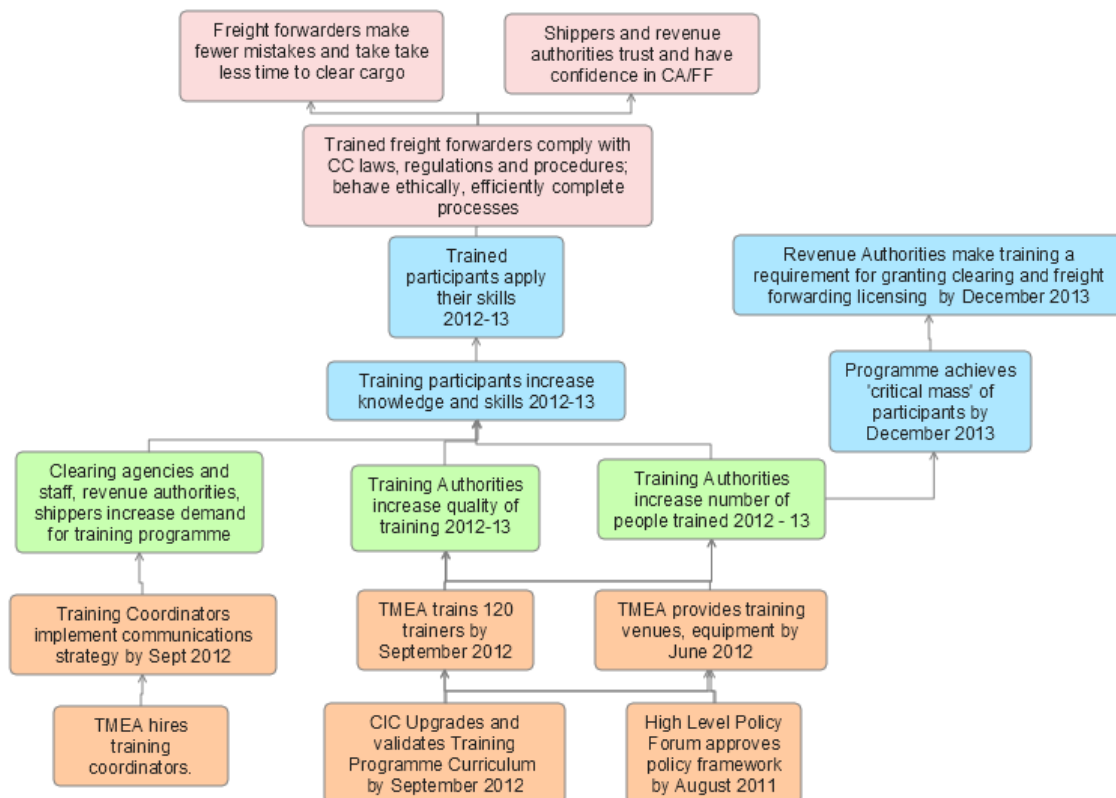 Freight forwarders make
fewer mistakes and take take
less time to clear cargo
Shippers and revenue
authorities trust and have
confidence in CA/FF
Trained freight forwarders comply with
CC laws, regulations and procedures;
behave ethically, efficiently complete
processes
Trained
participants apply
their skills
2012-13
Revenue Authorities make training a
requirement for granting clearing and freight
forwarding licensing by December 2013
Training participants increase
knowledge and skills 2012-13
Programme achieves
'critical mass' of
participants by
December 2013
Clearing agencies and
staff, revenue authorities,
shippers increase demand
for training programme
Training Authorities
increase quality of
training 2012-13
Training Authorities
increase number of
people trained 2012 - 13
Training Coordinators
implement communications
strategy by Sept 2012
TMEA trains 120
trainers by
September 2012
TMEA provides training
venues, equipment by
June 2012
TMEA hires
training
coordinators.
CIC Upgrades and
validates Training
Programme Curriculum
by September 2012
High Level Policy
Forum approves
policy framework
by August 2011